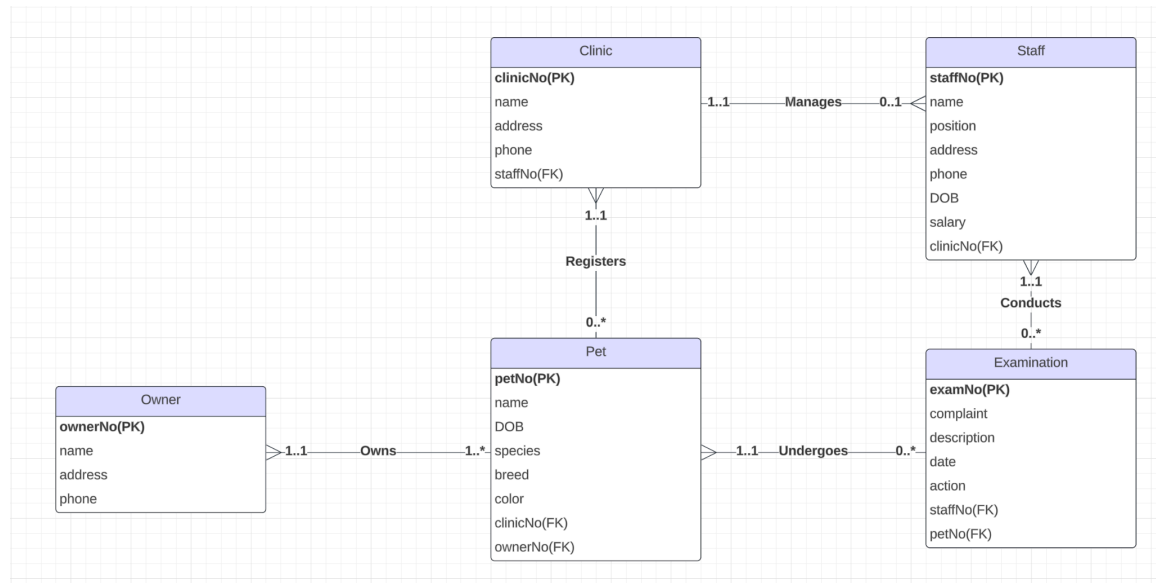 Clinic
clinicNo(PK)
name
address
phone
staffNo(FK)
1..1 Manages 0..1
Staff
staffNo(PK)
name
position
address
phone
DOB
salary
clinicNo(FK)
1..1
Registers
0..*
1..1
Conducts
0..*
Owner
ownerNo(PK)
name
address
phone
1..1 Owns 1..*
Pet
petNo(PK)
name
DOB
species
breed
color
clinicNo(FK)
ownerNo(FK)
1..1 Undergoes 0..*
Examination
examNo(PK)
complaint
description
date
action
staffNo(FK)
petNo(FK)